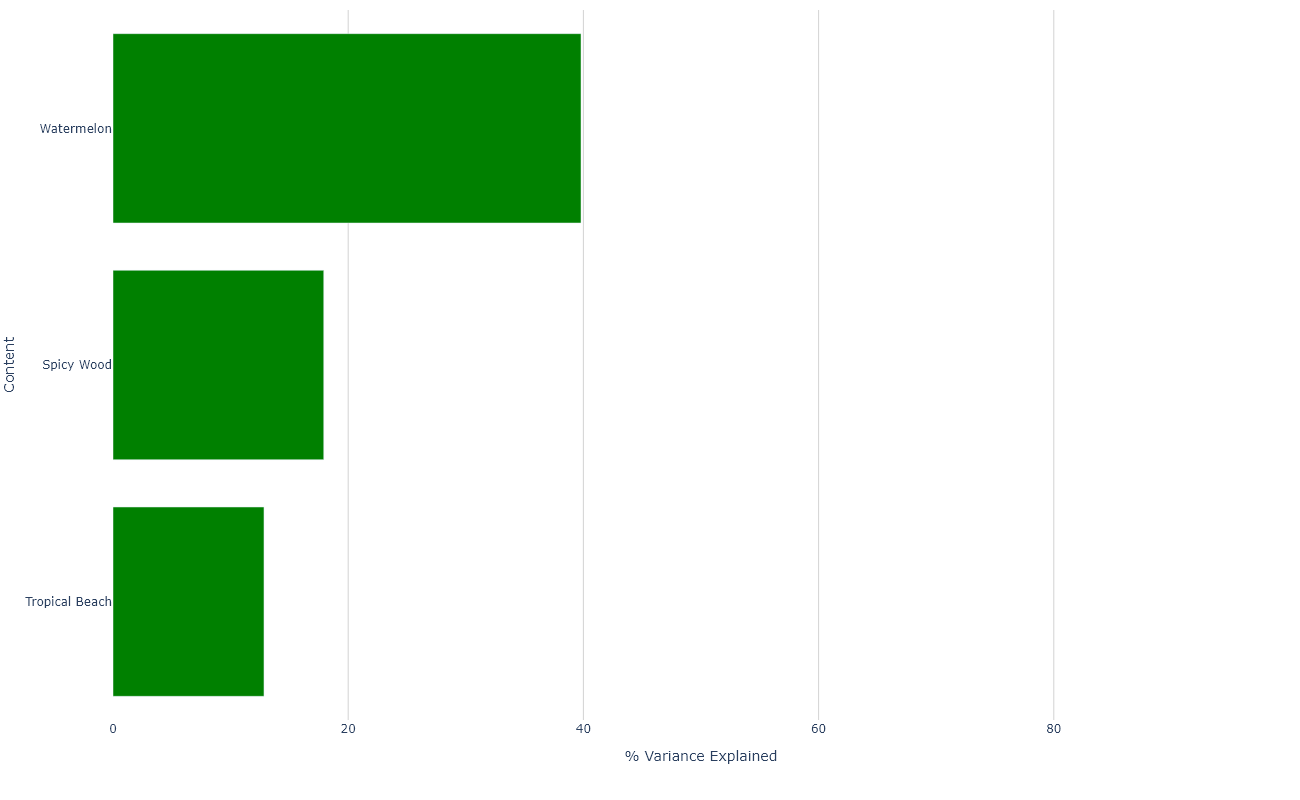 Watermelon
Spicy Wood
Tropical Beach
Content
0 20 40 60 80
% Variance Explained